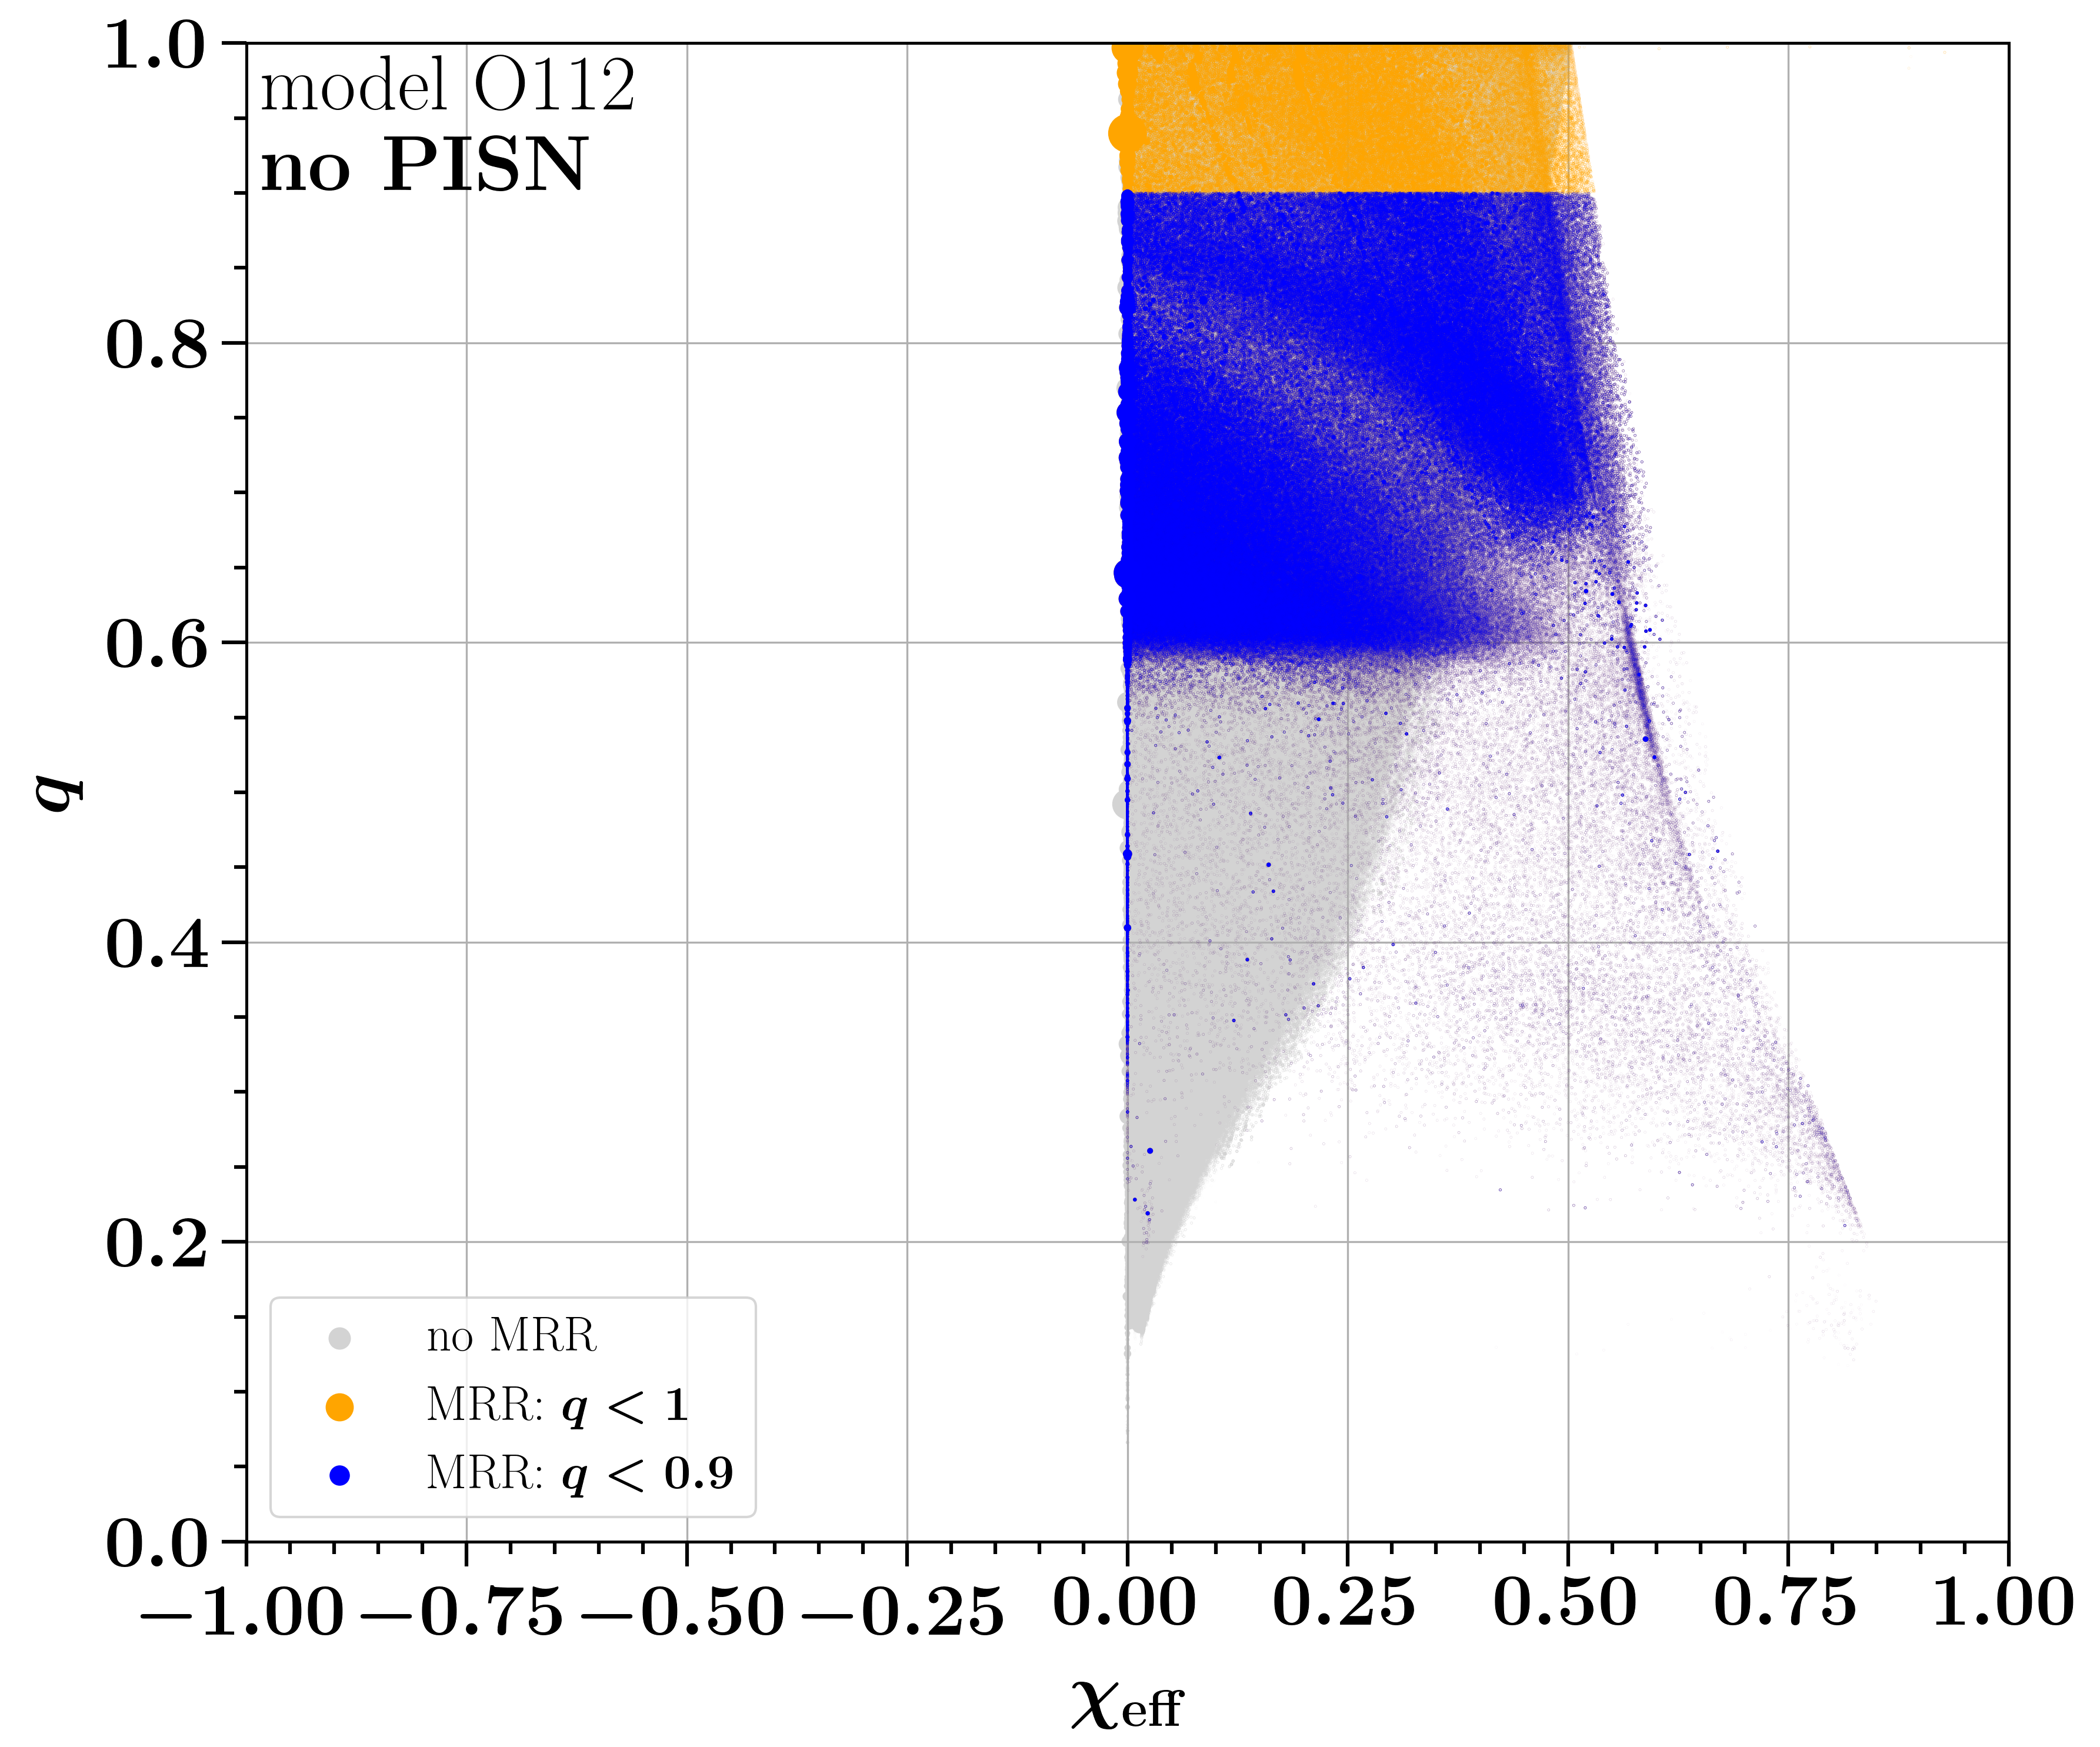 model O112
no PISN
1.0
0.8
0.6
0.4
0.2
0.0
q
no MRR
MRR: q < 1
MRR: q < 0.9
−1.00 −0.75 −0.50 −0.25 0.00 0.25 0.50 0.75 1.00
χeff